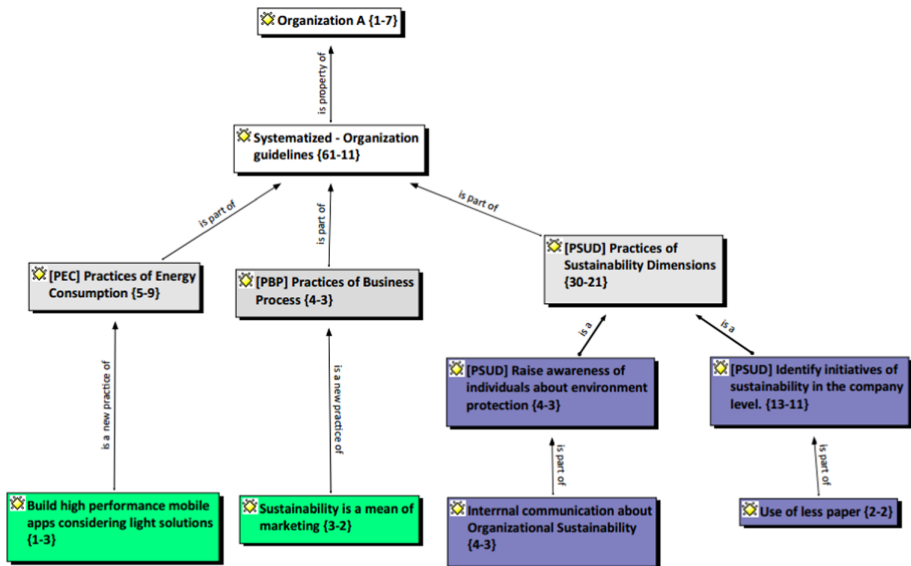 Organization A {1-7}
is property of
Systematized - Organization
guidelines {61-11}
is part of
is part of
is part of
[PEC] Practices of Energy
Consumption {5-9}
[PBP] Practices of Business
Process {4-3}
[PSUD] Practices of
Sustainability Dimensions
{30-21}
is a new practice of
is a new practice of
is a
is a
[PSUD] Raise awareness of
individuals about environment
protection {4-3}
[PSUD] Identify initiatives of
sustainability in the company
level. {13-11}
is part of
is part of
Build high performance mobile
apps considering light solutions
{1-3}
Sustainability is a mean of
marketing {3-2}
Interrnal communication about
Organizational Sustainability
{4-3}
Use of less paper {2-2}